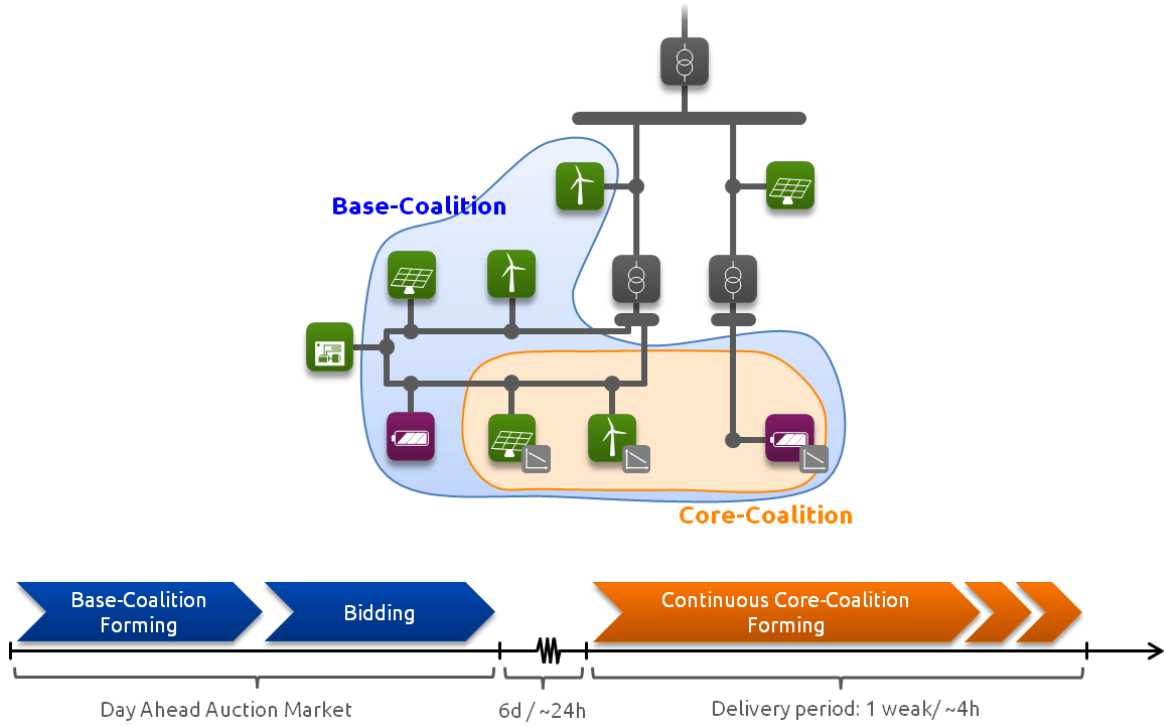 Base-Coalition
Core-Coalition
Base-Coalition
Forming
Bidding
Continuous Core-Coalition
Forming
Day Ahead Auction Market
6d / ~24h
Delivery period: 1 weak/ ~4h